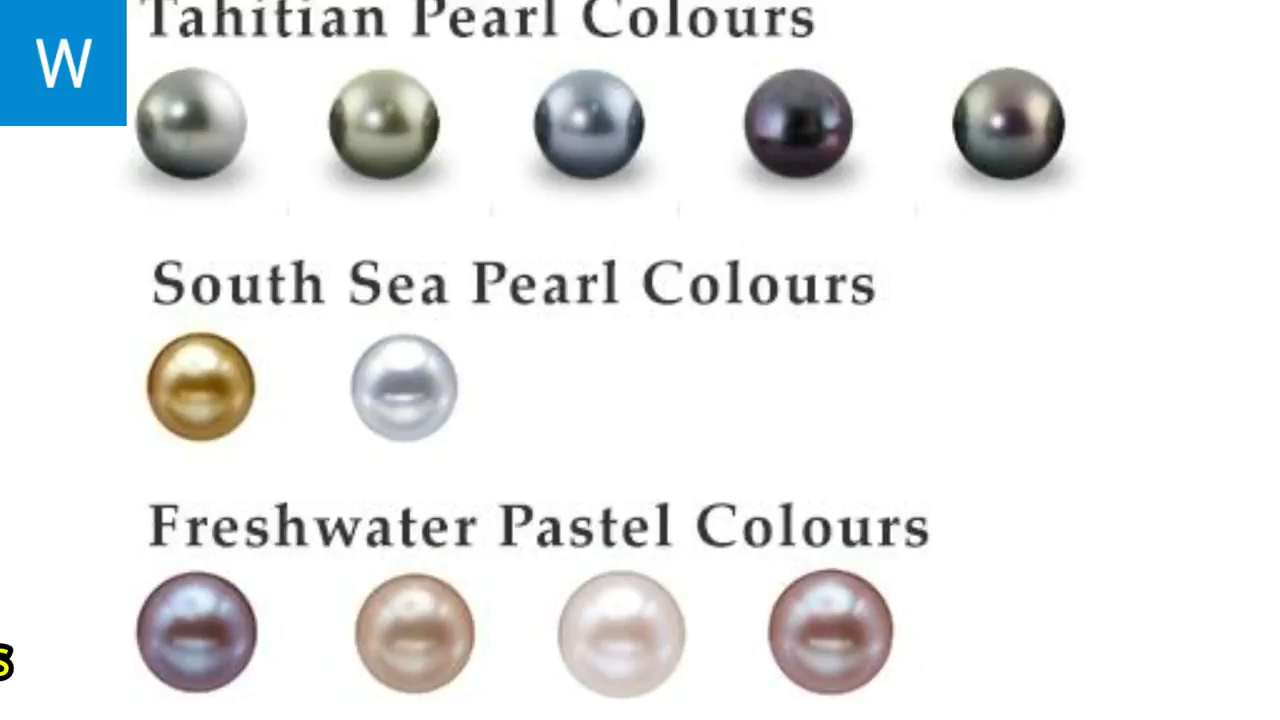 W
Tahitian Pearl Colours
South Sea Pearl Colours
Freshwater Pastel Colours
s